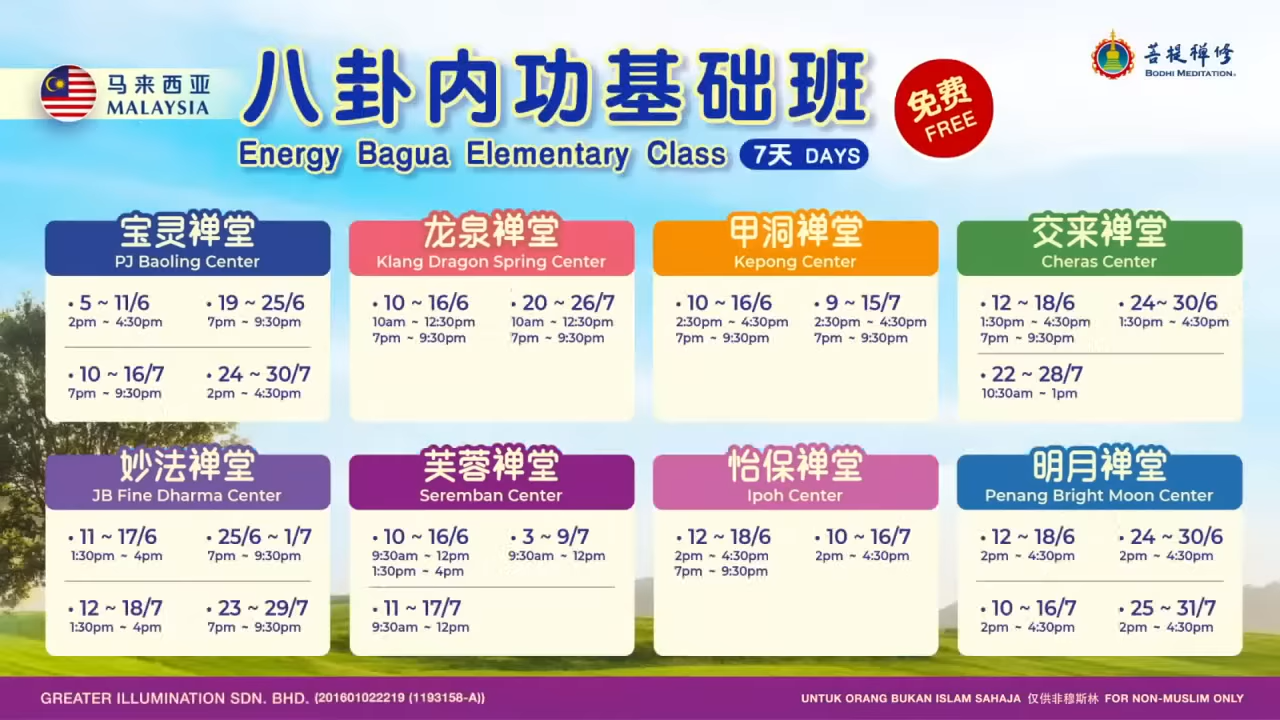 马来西亚
MALAYSIA
八卦内功基础班
Energy Bagua Elementary Class 7天 DAYS
免费
FREE
菩提禅修
BODHI MEDITATION®
宝灵禅堂
PJ Baoling Center
• 5 ~ 11/6
2pm ~ 4:30pm
• 19 ~ 25/6
7pm ~ 9:30pm
• 10 ~ 16/7
7pm ~ 9:30pm
• 24 ~ 30/7
2pm ~ 4:30pm
龙泉禅堂
Klang Dragon Spring Center
• 10 ~ 16/6
10am ~ 12:30pm
7pm ~ 9:30pm
• 20 ~ 26/7
10am ~ 12:30pm
7pm ~ 9:30pm
甲洞禅堂
Kepong Center
• 10 ~ 16/6
2:30pm ~ 4:30pm
7pm ~ 9:30pm
• 9 ~ 15/7
2:30pm ~ 4:30pm
7pm ~ 9:30pm
交来禅堂
Cheras Center
• 12 ~ 18/6
1:30pm ~ 4:30pm
7pm ~ 9:30pm
• 24~ 30/6
1:30pm ~ 4:30pm
• 22 ~ 28/7
10:30am ~ 1pm
妙法禅堂
JB Fine Dharma Center
• 11 ~ 17/6
1:30pm ~ 4pm
• 25/6 ~ 1/7
7pm ~ 9:30pm
• 12 ~ 18/7
1:30pm ~ 4pm
• 23 ~ 29/7
7pm ~ 9:30pm
芙蓉禅堂
Seremban Center
• 10 ~ 16/6
9:30am ~ 12pm
1:30pm ~ 4pm
• 3 ~ 9/7
9:30am ~ 12pm
• 11 ~ 17/7
9:30am ~ 12pm
怡保禅堂
Ipoh Center
• 12 ~ 18/6
2pm ~ 4:30pm
7pm ~ 9:30pm
• 10 ~ 16/7
2pm ~ 4:30pm
明月禅堂
Penang Bright Moon Center
• 12 ~ 18/6
2pm ~ 4:30pm
• 24 ~ 30/6
2pm ~ 4:30pm
• 10 ~ 16/7
2pm ~ 4:30pm
• 25 ~ 31/7
2pm ~ 4:30pm
GREATER ILLUMINATION SDN. BHD. (201601022219 (1193158-A))
UNTUK ORANG BUKAN ISLAM SAHAJA 仅供非穆斯林 FOR NON-MUSLIM ONLY